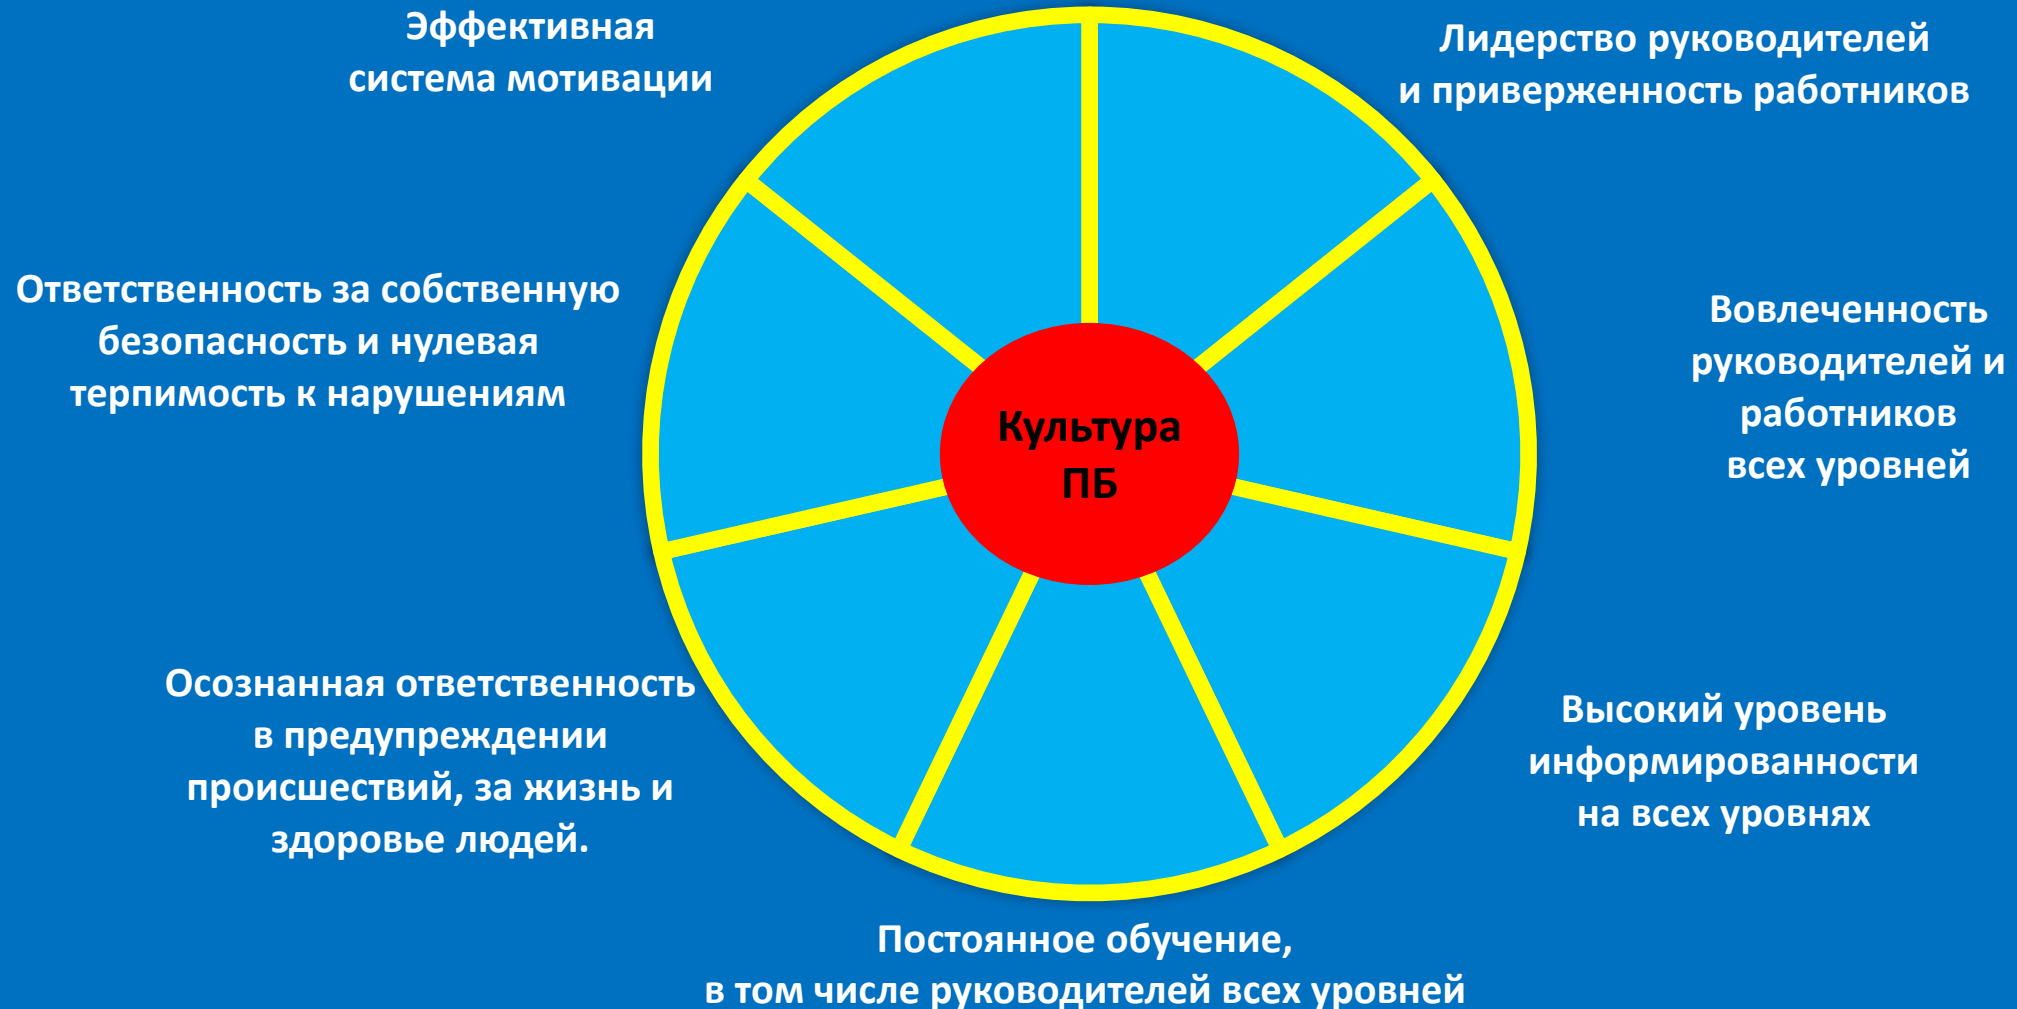 Эффективная
система мотивации
Лидерство руководителей
и приверженность работников
Ответственность за собственную
безопасность и нулевая
терпимость к нарушениям
Вовлеченность
руководителей и
работников
всех уровней
Культура
ПБ
Осознанная ответственность
в предупреждении
происшествий, за жизнь и
здоровье людей.
Высокий уровень
информированности
на всех уровнях
Постоянное обучение,
в том числе руководителей всех уровней